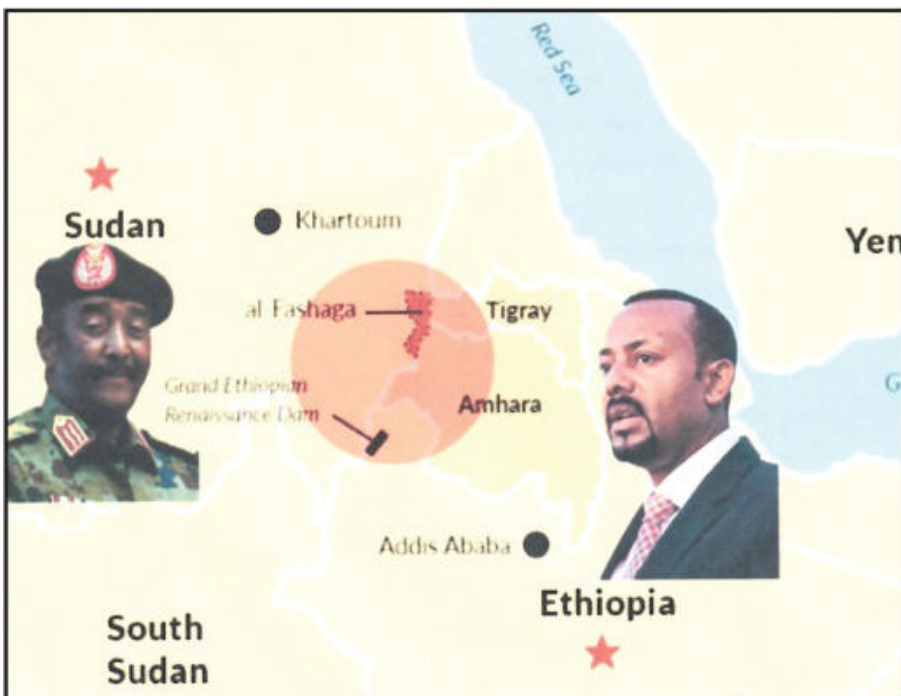 Red Sea
Sudan
Khartoum
Yen
al Fashaga
Tigray
G
Grand Ethiopian
Renaissance Dam
Amhara
Addis Ababa
Ethiopia
South
Sudan